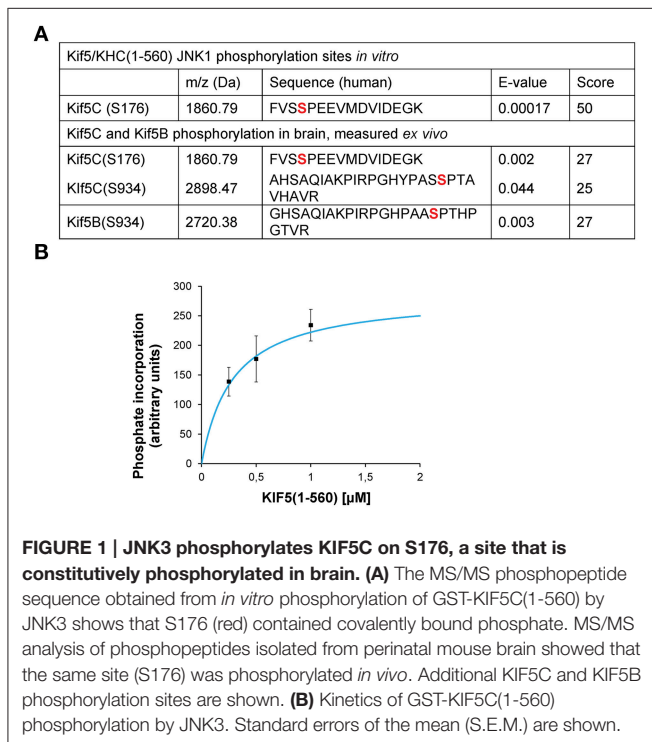 A
Kif5/KHC(1-560) JNK1 phosphorylation sites in vitro
m/z (Da) Sequence (human) E-value Score
Kif5C (S176) 1860.79 FVSSPEEVMDVIDEGK 0.00017 50
Kif5C and Kif5B phosphorylation in brain, measured ex vivo
Kif5C(S176) 1860.79 FVSSPEEVMDVIDEGK 0.002 27
KIf5C(S934) 2898.47 AHSAQIAKPIRPGHYPASSPTA 0.044 25
VHAVR
Kif5B(S934) 2720.38 GHSAQIAKPIRPGHPAASPTHP 0.003 27
GTVR
B
300
250
200
150
100
50
0
0 0,5 1 1,5 2
Phosphate incorporation
(arbitrary units)
KIF5(1-560) [µM]
FIGURE 1 | JNK3 phosphorylates KIF5C on S176, a site that is
constitutively phosphorylated in brain. (A) The MS/MS phosphopeptide
sequence obtained from in vitro phosphorylation of GST-KIF5C(1-560) by
JNK3 shows that S176 (red) contained covalently bound phosphate. MS/MS
analysis of phosphopeptides isolated from perinatal mouse brain showed that
the same site (S176) was phosphorylated in vivo. Additional KIF5C and KIF5B
phosphorylation sites are shown. (B) Kinetics of GST-KIF5C(1-560)
phosphorylation by JNK3. Standard errors of the mean (S.E.M.) are shown.